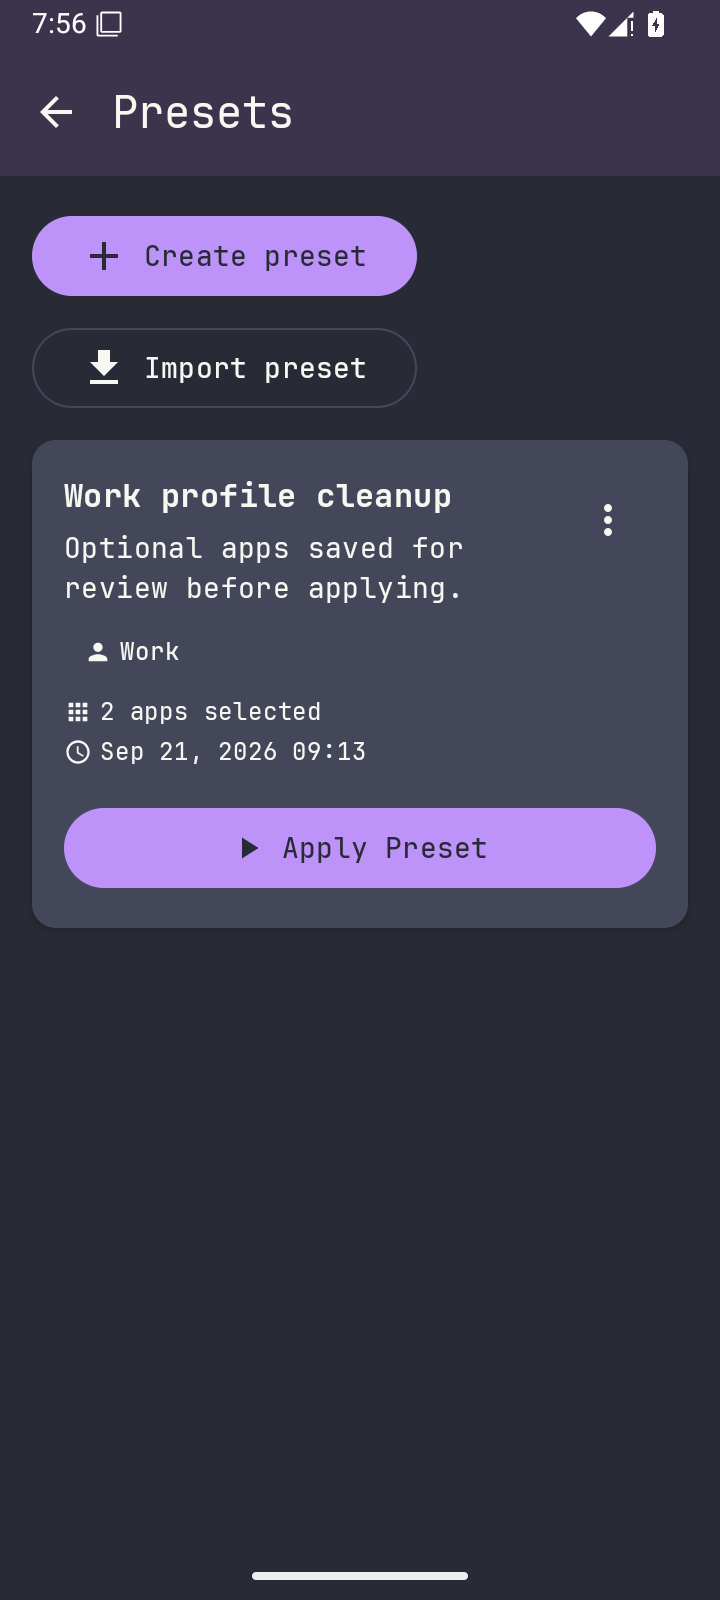 7:56
Presets
Create preset
Import preset
Work profile cleanup
Optional apps saved for
review before applying.
Work
2 apps selected
Sep 21, 2026 09:13
Apply Preset